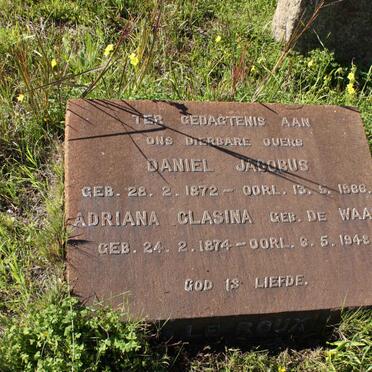 TER GEDAGTENIS AAN
ONS DIERBARE OUERS
DANIEL JACOBUS
GEB. 28. 2. 1872 – OORL. 13. 5.
ADRIANA CLASINA GEB. DE WAA
GEB. 24. 2. 1874 – OORL. 6. 5. 1948
GOD IS LIEFDE.
LE ROUX